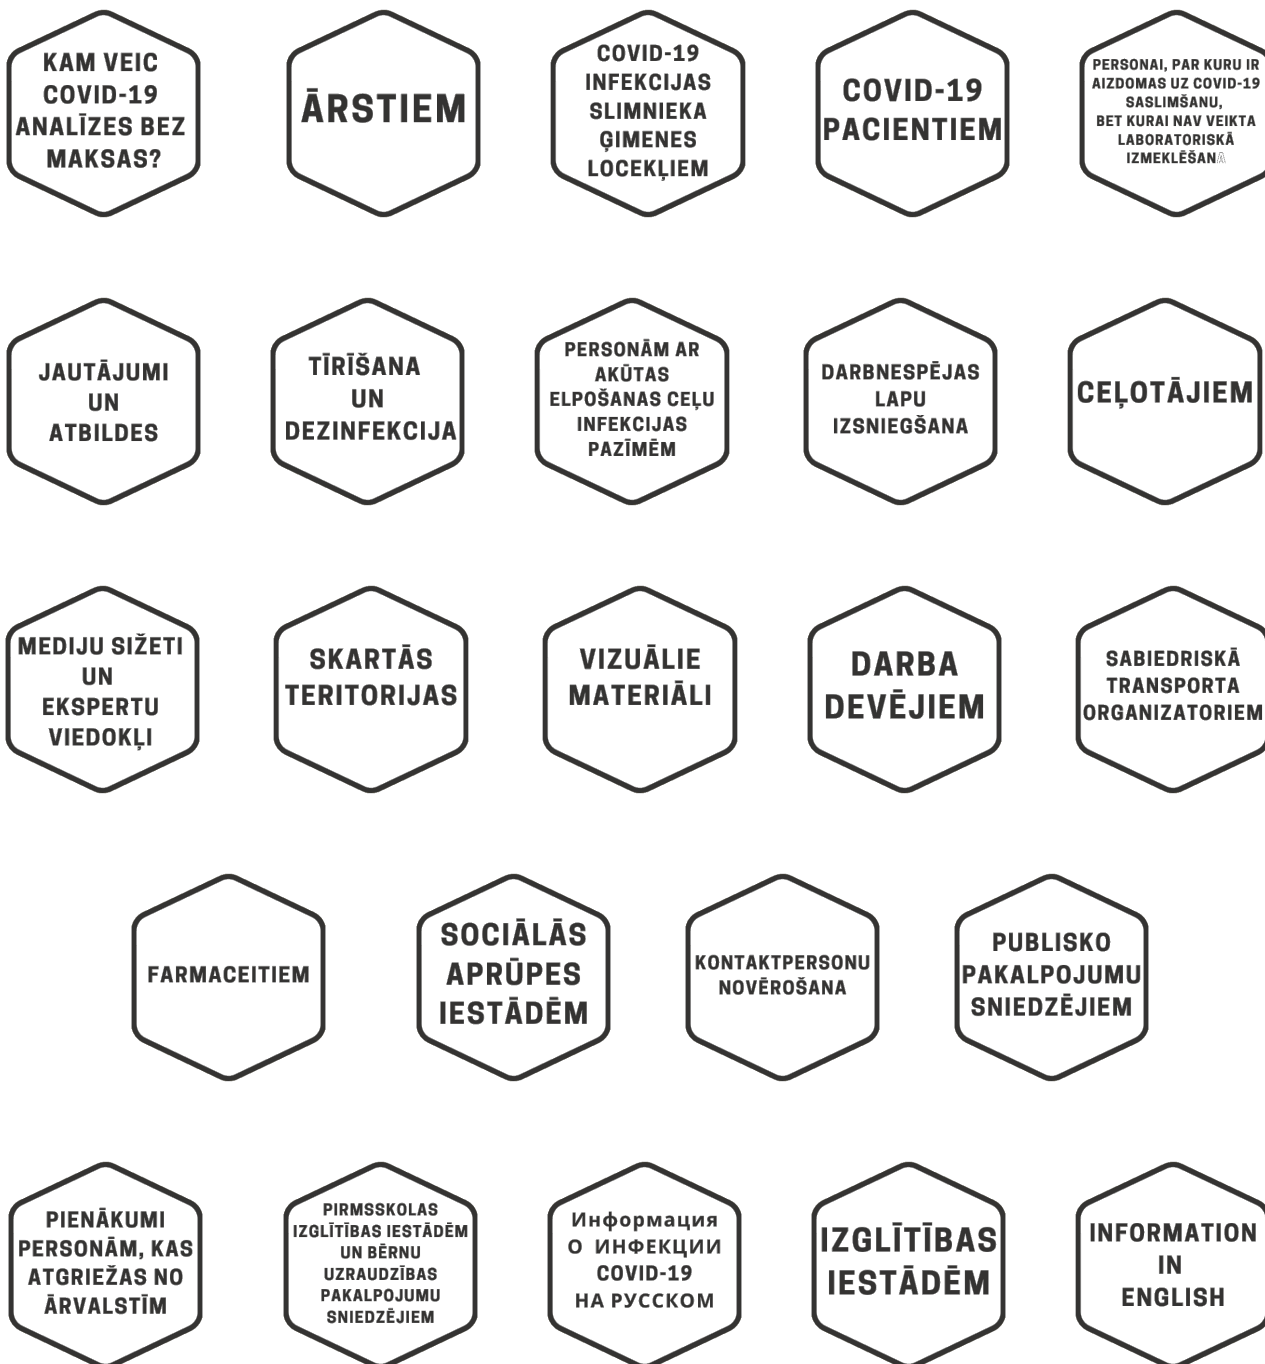 KAM VEIC
COVID-19
ANALĪZES BEZ
MAKSAS?
ĀRSTIEM
COVID-19
INFEKCIJAS
SLIMNIEKA
ĢIMENES
LOCEKĻIEM
COVID-19
PACIENTIEM
PERSONAI, PAR KURU IR
AIZDOMAS UZ COVID-19
SASLIMŠANU,
BET KURAI NAV VEIKTA
LABORATORISKĀ
IZMEKLĒŠANA
JAUTĀJUMI
UN
ATBILDES
TĪRĪŠANA
UN
DEZINFEKCIJA
PERSONĀM AR
AKŪTAS
ELPOŠANAS CEĻU
INFEKCIJAS
PAZĪMĒM
DARBNESPĒJAS
LAPU
IZSNIEGŠANA
CEĻOTĀJIEM
MEDIJU SIŽETI
UN
EKSPERTU
VIEDOKĻI
SKARTĀS
TERITORIJAS
VIZUĀLIE
MATERIĀLI
DARBA
DEVĒJIEM
SABIEDRISKĀ
TRANSPORTA
ORGANIZATORIEM
FARMACEITIEM
SOCIĀLĀS
APRŪPES
IESTĀDĒM
KONTAKTPERSONU
NOVĒROŠANA
PUBLISKO
PAKALPOJUMU
SNIEDZĒJIEM
PIENĀKUMI
PERSONĀM, KAS
ATGRIEŽAS NO
ĀRVALSTĪM
PIRMSSKOLAS
IZGLĪTĪBAS IESTĀDĒM
UN BĒRNU
UZRAUDZĪBAS
PAKALPOJUMU
SNIEDZĒJIEM
Информация
О ИНФЕКЦИИ
COVID-19
НА РУССКОМ
IZGLĪTĪBAS
IESTĀDĒM
INFORMATION
IN
ENGLISH